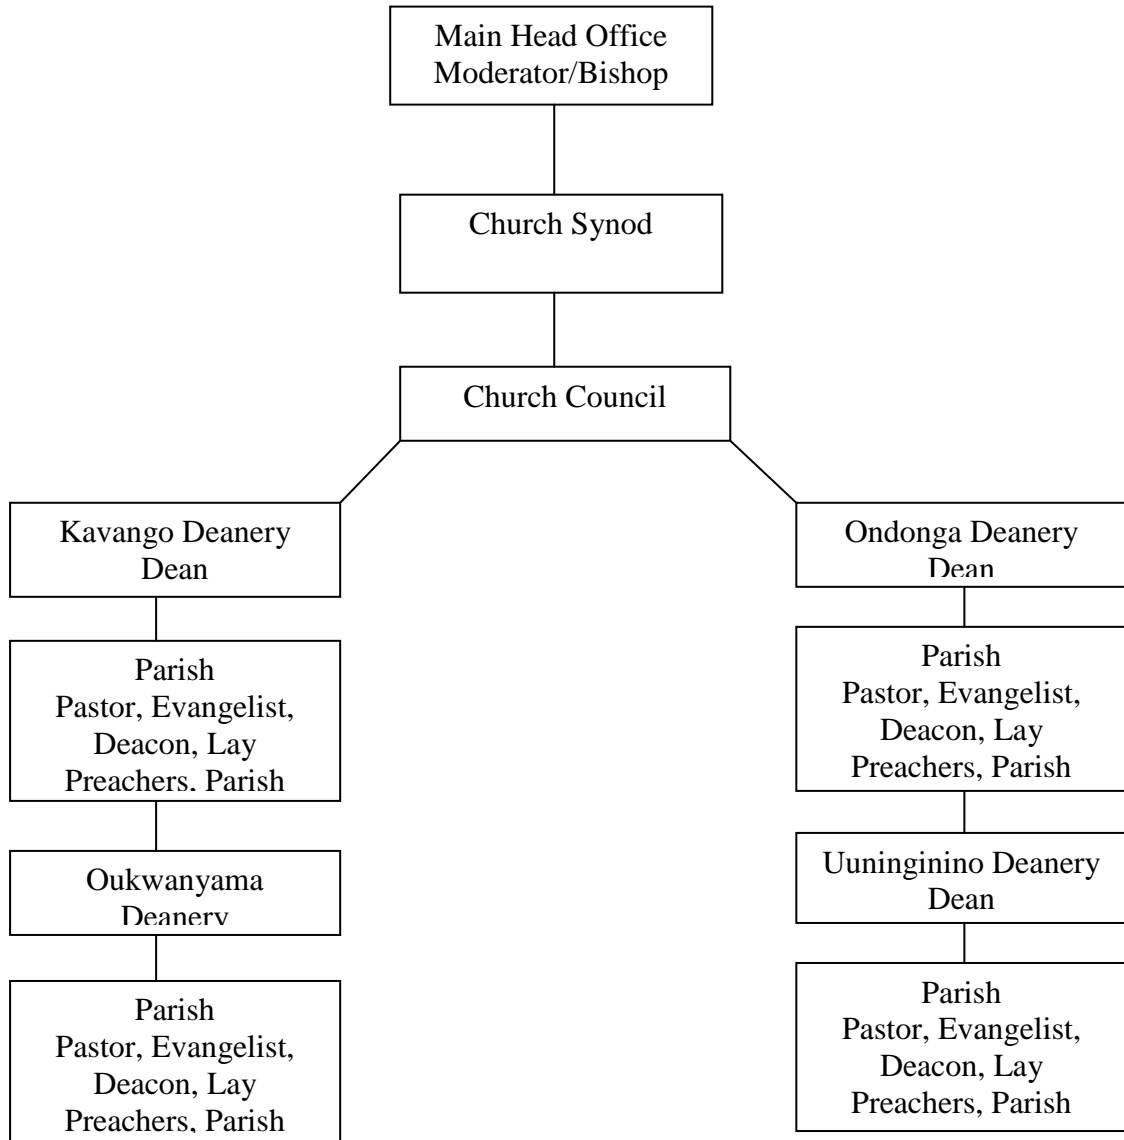 Main Head Office
Moderator/Bishop
Church Synod
Church Council
Kavango Deanery
Dean
Ondonga Deanery
Dean
Parish
Pastor, Evangelist,
Deacon, Lay
Preachers, Parish
Parish
Pastor, Evangelist,
Deacon, Lay
Preachers, Parish
Oukwanyama
Deanery
Uuninginino Deanery
Dean
Parish
Pastor, Evangelist,
Deacon, Lay
Preachers, Parish
Parish
Pastor, Evangelist,
Deacon, Lay
Preachers, Parish